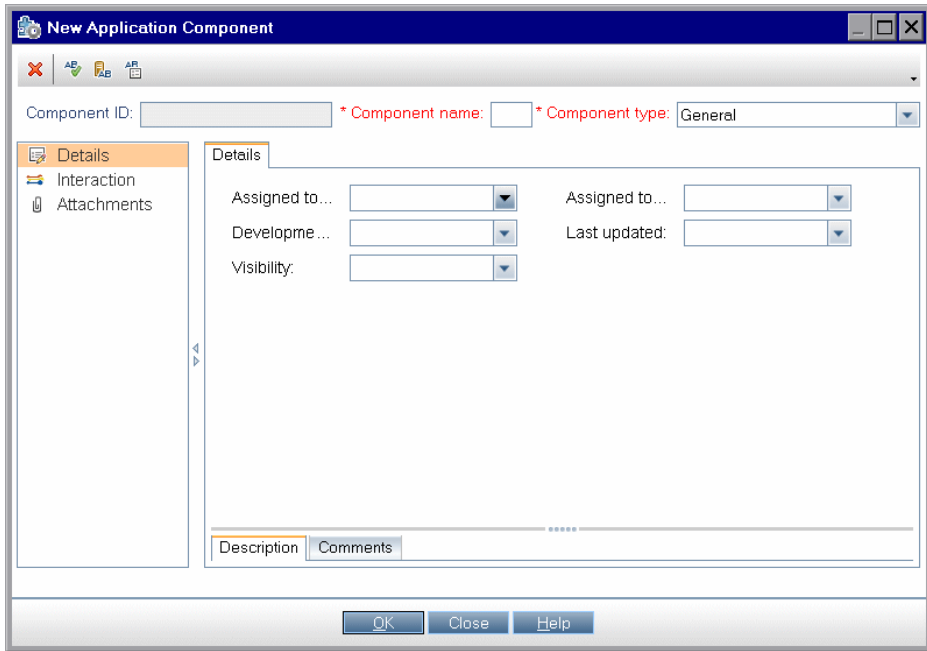 New Application Component
Component ID: * Component name: * Component type: General
Details
Interaction
Attachments
Details
Assigned to... Assigned to...
Developme... Last updated:
Visibility:
Description Comments
OK Close Help